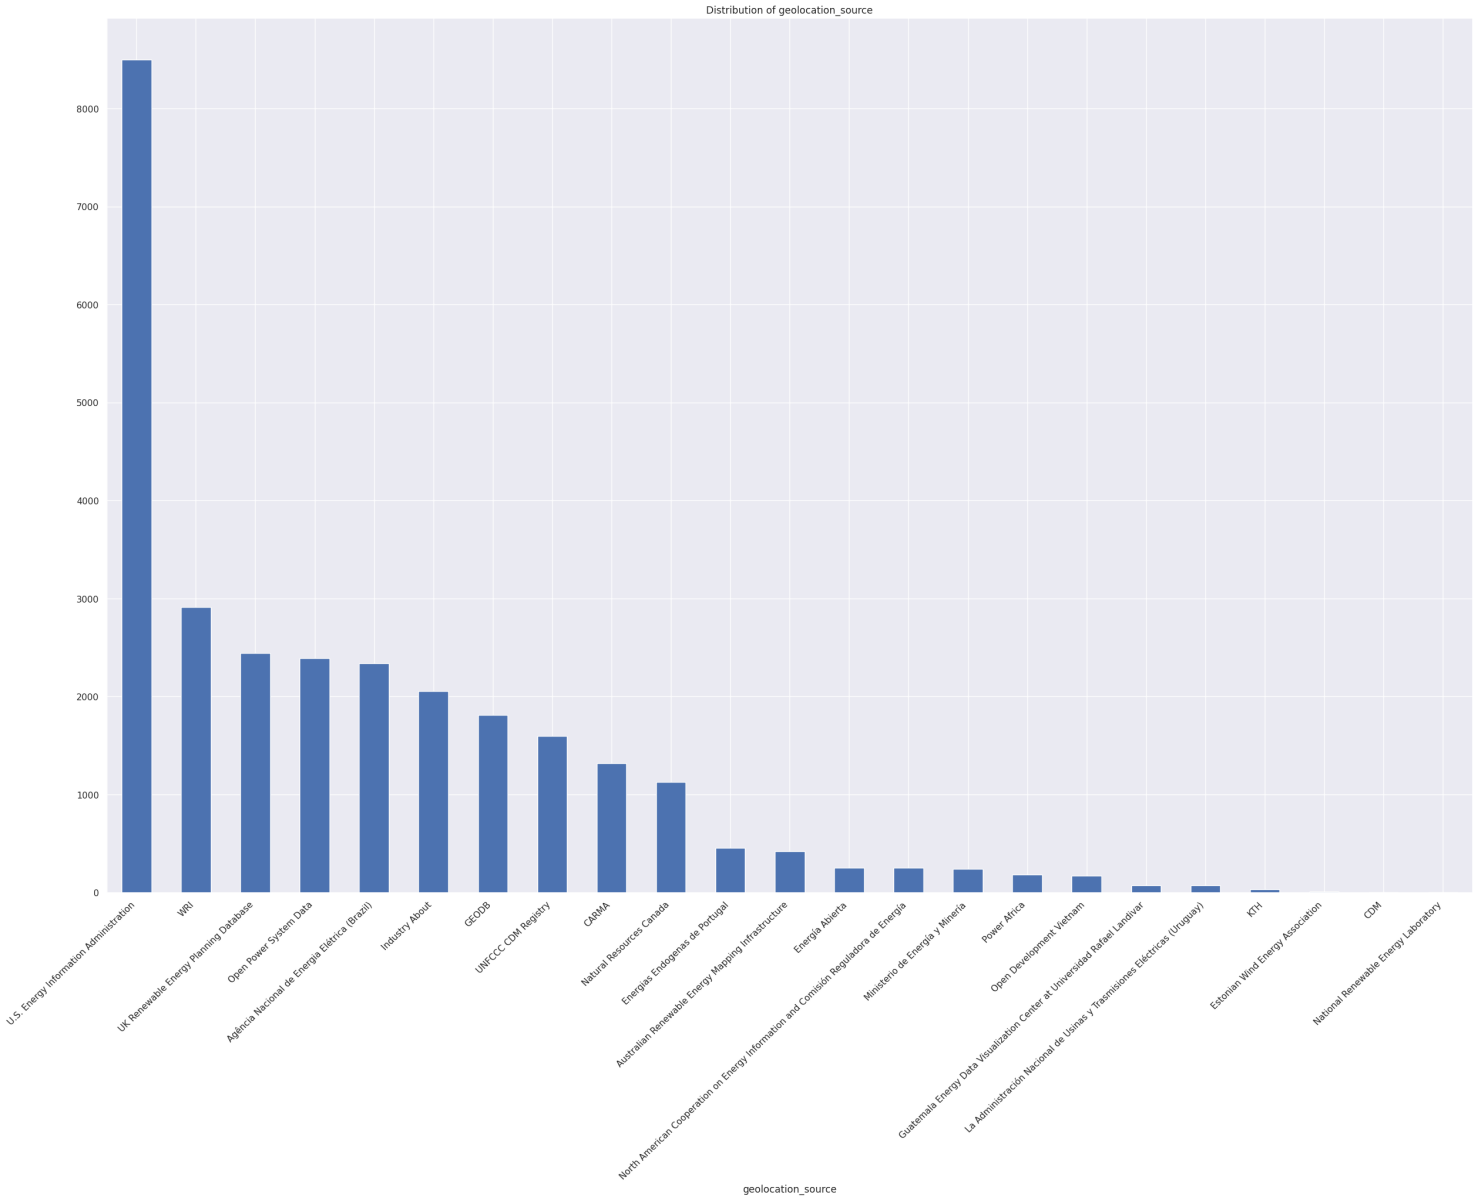 Distribution of geolocation_source
8000
7000
6000
5000
4000
3000
2000
1000
0
U.S. Energy Information Administration
WRI
UK Renewable Energy Planning Database
Open Power System Data
Agência Nacional de Energia Elétrica (Brazil)
Industry About
GEODB
UNFCCC CDM Registry
CARMA
Natural Resources Canada
Energias Endogenas de Portugal
Australian Renewable Energy Mapping Infrastructure
Energía Abierta
North American Cooperation on Energy Information and Comisión Reguladora de Energía
Ministerio de Energía y Minería
Power Africa
Open Development Vietnam
Guatemala Energy Data Visualization Center at Universidad Rafael Landivar
La Administración Nacional de Usinas y Trasmisiones Eléctricas (Uruguay)
KTH
Estonian Wind Energy Association
CDM
National Renewable Energy Laboratory
geolocation_source